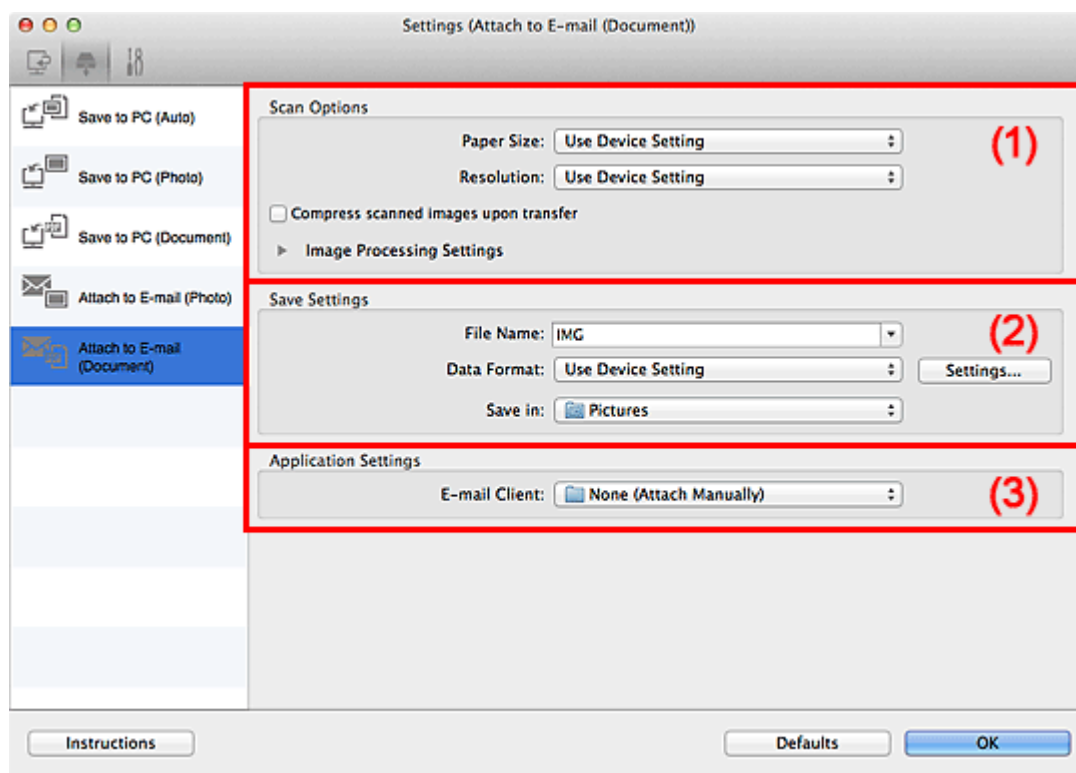 Settings (Attach to E-mail (Document))
Save to PC (Auto)
Save to PC (Photo)
Save to PC (Document)
Attach to E-mail (Photo)
Attach to E-mail
(Document)
Scan Options
(1)
Paper Size: Use Device Setting
Resolution: Use Device Setting
Compress scanned images upon transfer
Image Processing Settings
Save Settings
(2)
File Name: IMG
Data Format: Use Device Setting Settings...
Save in: Pictures
Application Settings
E-mail Client: None (Attach Manually) (3)
Instructions Defaults OK